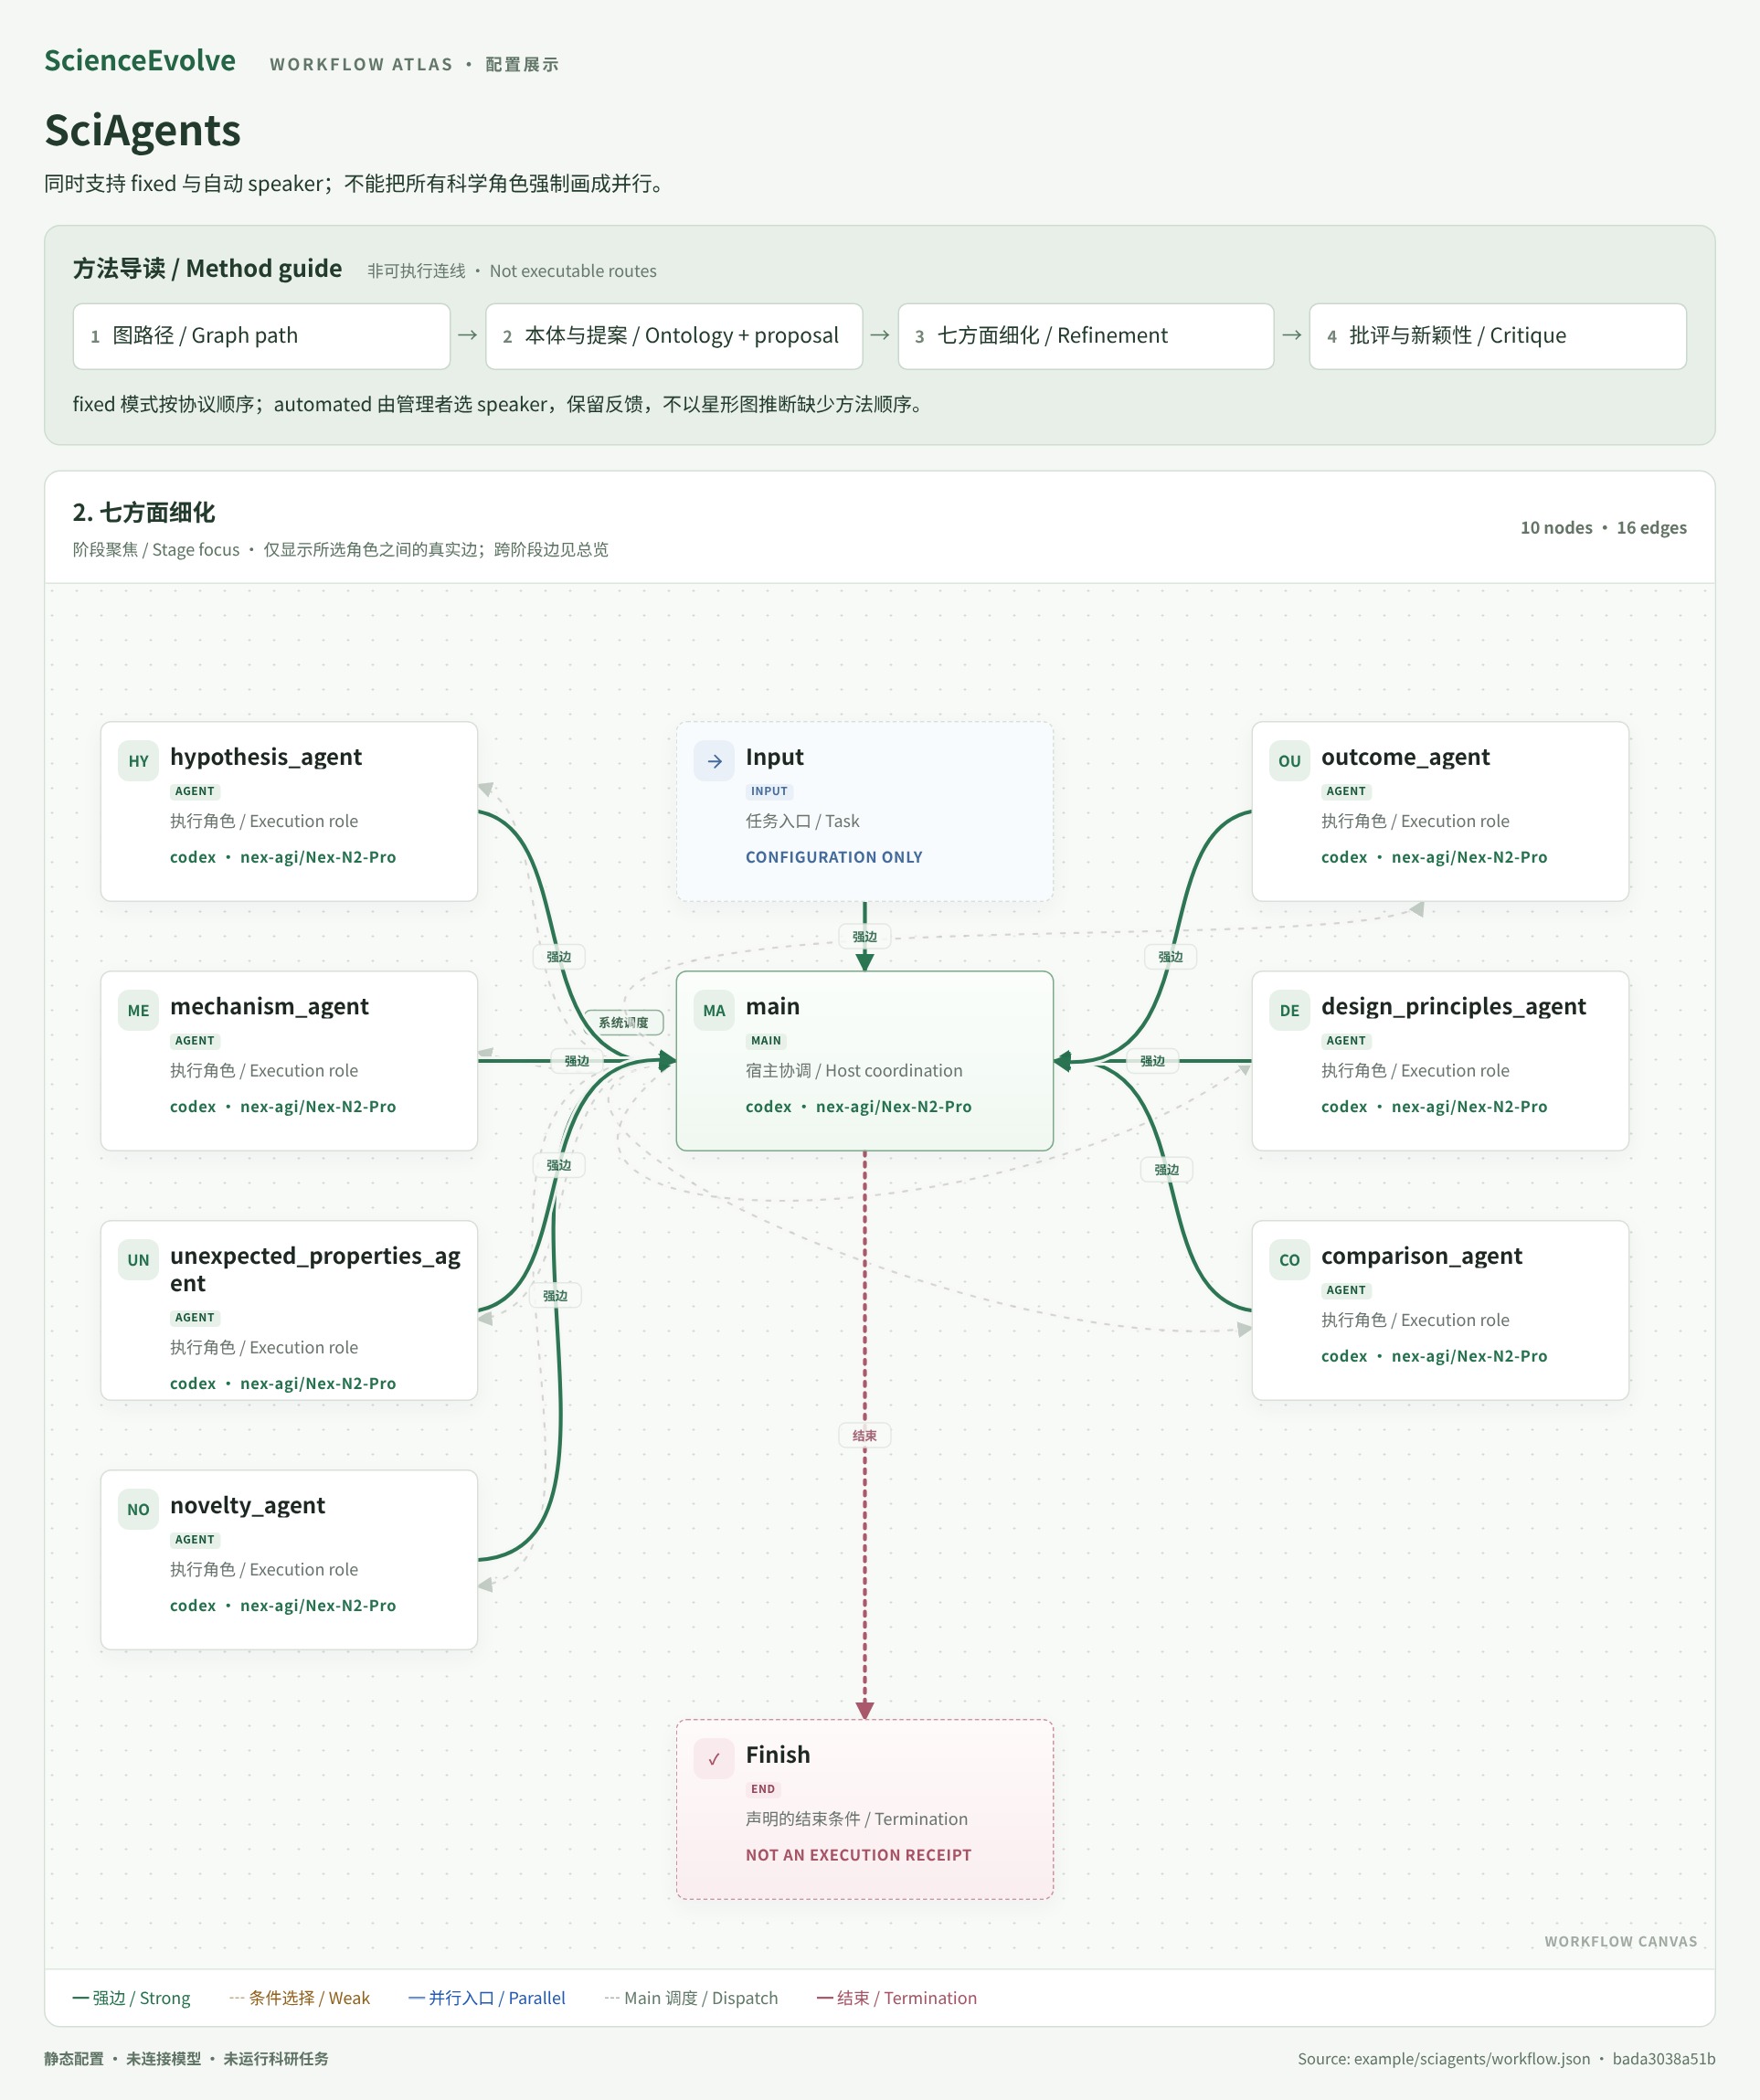 ScienceEvolve WORKFLOW ATLAS · 配置展示
SciAgents
同时支持 fixed 与自动 speaker；不能把所有科学角色强制画成并行。
方法导读 / Method guide 非可执行连线 · Not executable routes
1 图路径 / Graph path → 2 本体与提案 / Ontology + proposal → 3 七方面细化 / Refinement → 4 批评与新颖性 / Critique
fixed 模式按协议顺序；automated 由管理者选 speaker，保留反馈，不以星形图推断缺少方法顺序。
2. 七方面细化
10 nodes · 16 edges
阶段聚焦 / Stage focus · 仅显示所选角色之间的真实边；跨阶段边见总览
HY hypothesis_agent
AGENT
执行角色 / Execution role
codex · nex-agi/Nex-N2-Pro
→ Input
INPUT
任务入口 / Task
CONFIGURATION ONLY
OU outcome_agent
AGENT
执行角色 / Execution role
codex · nex-agi/Nex-N2-Pro
强边
强边
强边
ME mechanism_agent
AGENT
执行角色 / Execution role
codex · nex-agi/Nex-N2-Pro
系统调度
强边
MA main
MAIN
宿主协调 / Host coordination
codex · nex-agi/Nex-N2-Pro
强边
DE design_principles_agent
AGENT
执行角色 / Execution role
codex · nex-agi/Nex-N2-Pro
强边
强边
UN unexpected_properties_ag
ent
AGENT
执行角色 / Execution role
codex · nex-agi/Nex-N2-Pro
强边
CO comparison_agent
AGENT
执行角色 / Execution role
codex · nex-agi/Nex-N2-Pro
结束
NO novelty_agent
AGENT
执行角色 / Execution role
codex · nex-agi/Nex-N2-Pro
✓ Finish
END
声明的结束条件 / Termination
NOT AN EXECUTION RECEIPT
WORKFLOW CANVAS
强边 / Strong 条件选择 / Weak 并行入口 / Parallel Main 调度 / Dispatch 结束 / Termination
静态配置 · 未连接模型 · 未运行科研任务
Source: example/sciagents/workflow.json · bada3038a51b